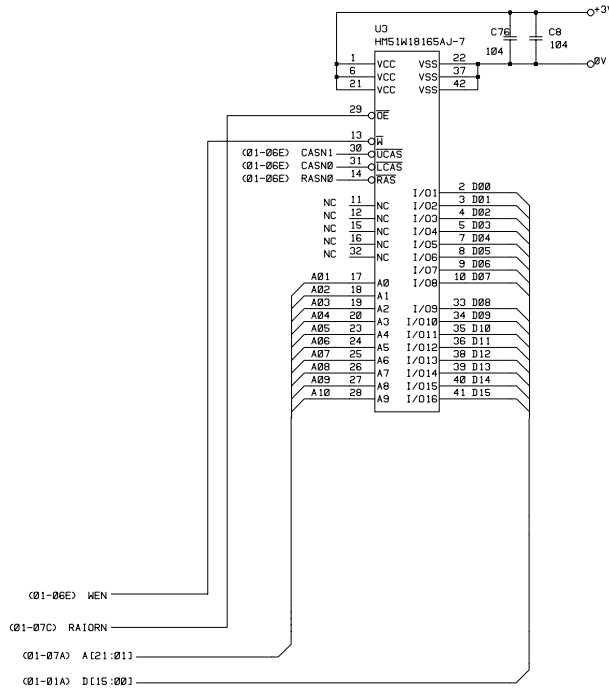 +3V
C76 C8
104 104
0V
U3
HM51W18165AJ-7
1 VCC VSS 22
6 VCC VSS 37
21 VCC VSS 42
29 OE
13 W
(01-06E) CASN1 30 UCAS
(01-06E) CASN0 31 LCAS
(01-06E) RASN0 14 RAS
I/O1 2 D00
NC 11 NC I/O2 3 D01
NC 12 NC I/O3 4 D02
NC 15 NC I/O4 5 D03
NC 16 NC I/O5 7 D04
NC 32 NC I/O6 8 D05
I/O7 9 D06
A01 17 A0 I/O8 10 D07
A02 18 A1
A03 19 A2 I/O9 33 D08
A04 20 A3 I/O10 34 D09
A05 23 A4 I/O11 35 D10
A06 24 A5 I/O12 36 D11
A07 25 A6 I/O13 38 D12
A08 26 A7 I/O14 39 D13
A09 27 A8 I/O15 40 D14
A10 28 A9 I/O16 41 D15
(01-06E) WEN
(01-07C) RAIORN
(01-07A) A[21:01]
(01-01A) D[15:00]